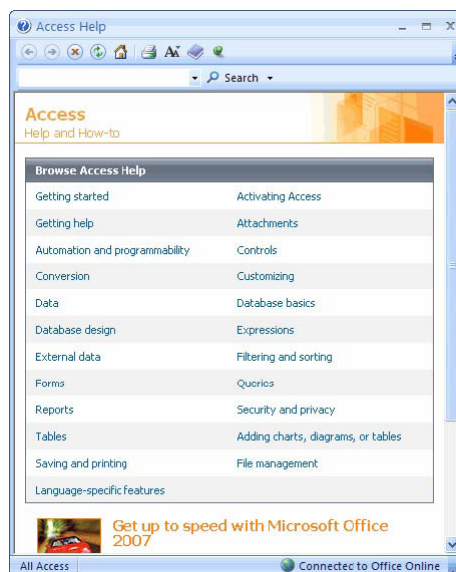 Access Help
Search
Access
Help and How-to
Browse Access Help
Getting started Activating Access
Getting help Attachments
Automation and programmability Controls
Conversion Customizing
Data Database basics
Database design Expressions
External data Filtering and sorting
Forms Queries
Reports Security and privacy
Tables Adding charts, diagrams, or tables
Saving and printing File management
Language-specific features
Get up to speed with Microsoft Office
2007
All Access Connected to Office Online